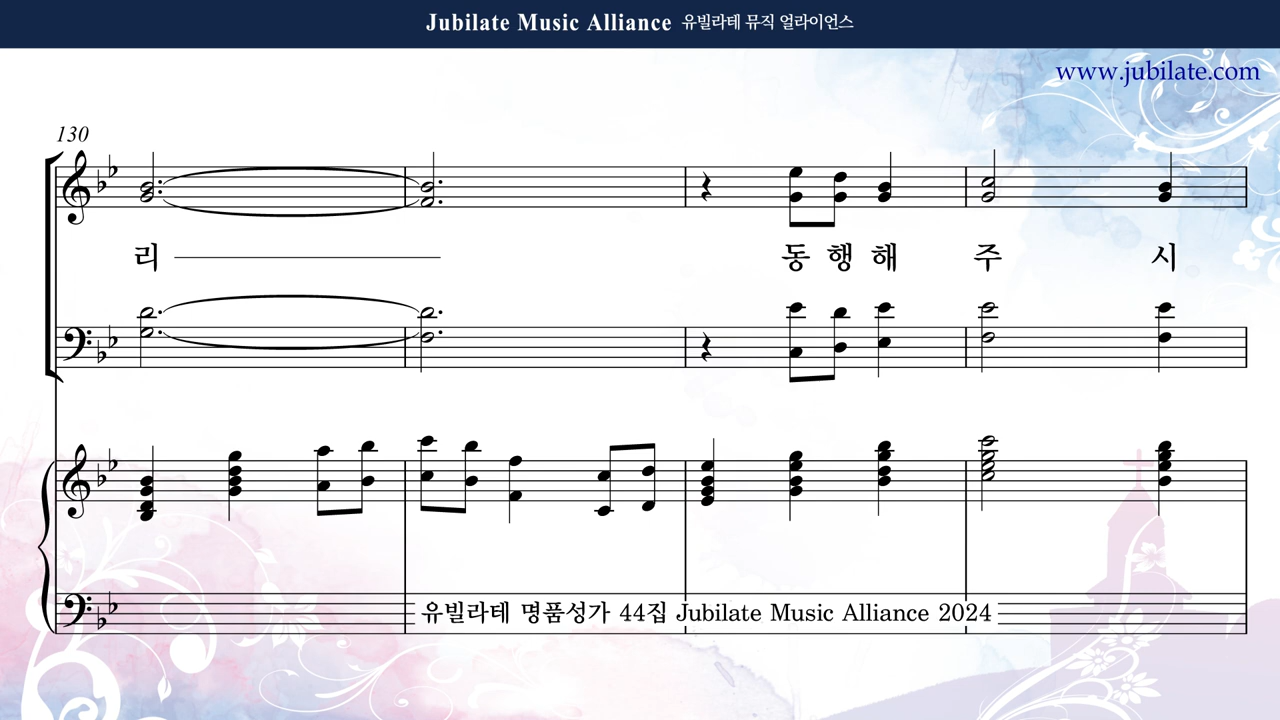 Jubilate Music Alliance 유빌라테 뮤직 얼라이언스
www.jubilate.com
130
리 동 행 해 주 시
유빌라테 명품성가 44집 Jubilate Music Alliance 2024